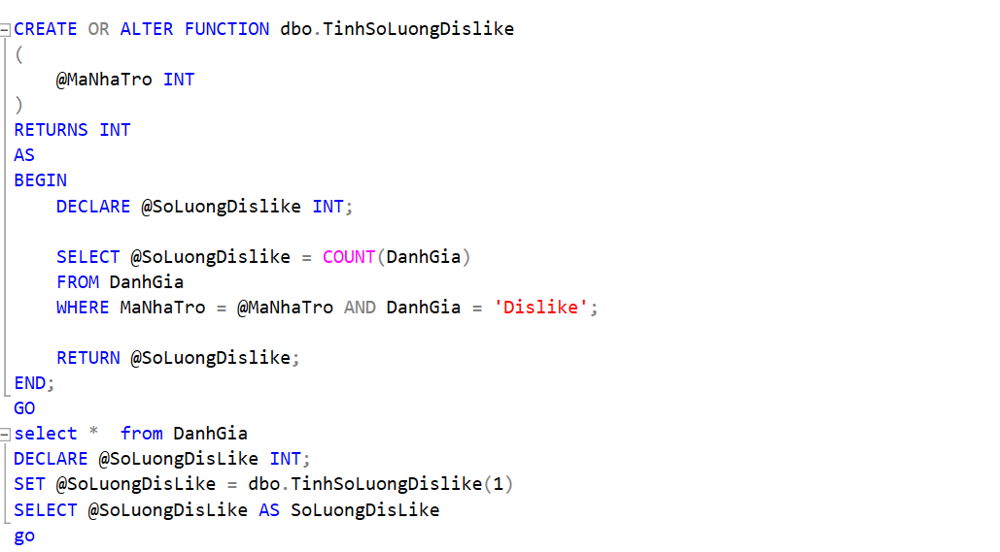 CREATE OR ALTER FUNCTION dbo.TinhSoLuongDislike
(
    @MaNhaTro INT
)
RETURNS INT
AS
BEGIN
    DECLARE @SoLuongDislike INT;
    SELECT @SoLuongDislike = COUNT(DanhGia)
    FROM DanhGia
    WHERE MaNhaTro = @MaNhaTro AND DanhGia = 'Dislike';
    RETURN @SoLuongDislike;
END;
GO
select *  from DanhGia
DECLARE @SoLuongDisLike INT;
SET @SoLuongDisLike = dbo.TinhSoLuongDislike(1)
SELECT @SoLuongDisLike AS SoLuongDisLike
go